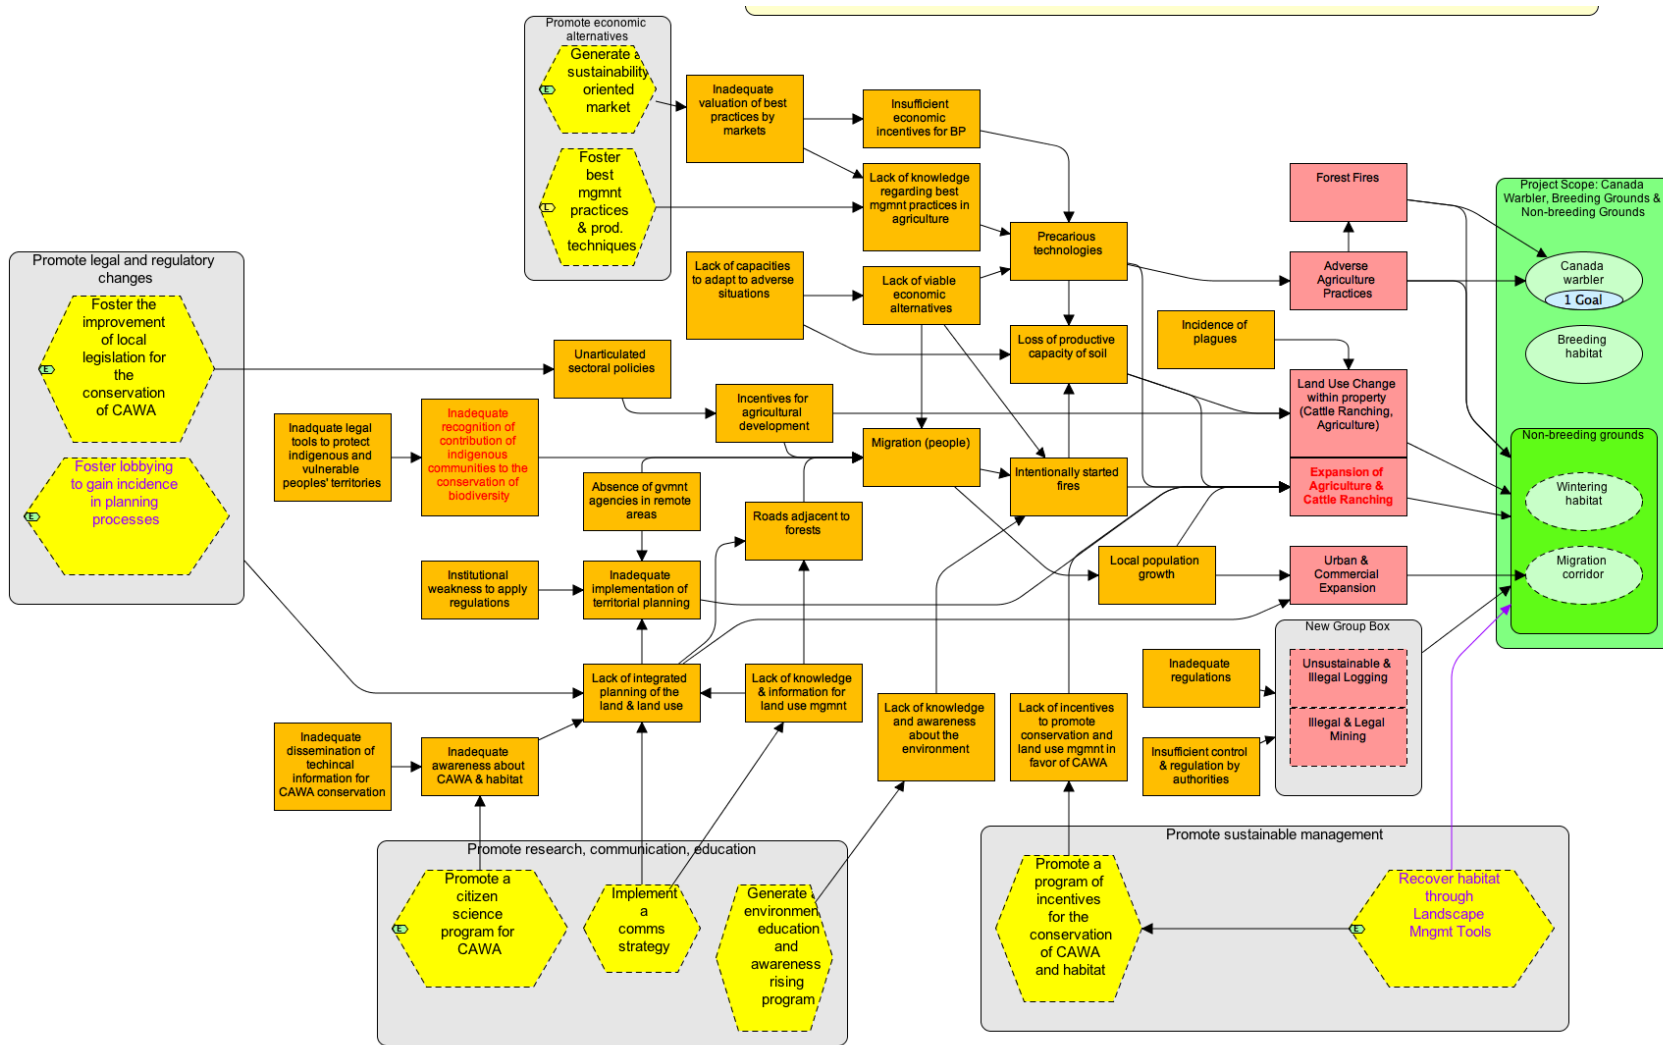 Promote economic
alternatives
Generate a
sustainability
oriented
market
E
Foster
best
mgmnt
practices
& prod.
techniques
L
Inadequate
valuation of best
practices by
markets
Insufficient
economic
incentives for BP
Lack of knowledge
regarding best
mgmnt practices in
agriculture
Precarious
technologies
Lack of capacities
to adapt to adverse
situations
Lack of viable
economic
alternatives
Loss of productive
capacity of soil
Forest Fires
Adverse
Agriculture
Practices
Incidence of
plagues
Land Use Change
within property
(Cattle Ranching,
Agriculture)
Expansion of
Agriculture &
Cattle Ranching
Project Scope: Canada
Warbler, Breeding Grounds &
Non-breeding Grounds
Canada
warbler
1 Goal
Breeding
habitat
Non-breeding grounds
Wintering
habitat
Migration
corridor
Promote legal and regulatory
changes
Foster the
improvement
of local
legislation for
the
conservation
of CAWA
E
Foster lobbying
to gain incidence
in planning
processes
E
Unarticulated
sectoral policies
Incentives for
agricultural
development
Inadquate legal
tools to protect
indigenous and
vulnerable
peoples' territories
Inadequate
recognition of
contribution of
indigenous
communities to the
conservation of
biodiversity
Migration (people)
Intentionally started
fires
Absence of gvmnt
agencies in remote
areas
Roads adjacent to
forests
Institutional
weakness to apply
regulations
Inadequate
implementation of
territorial planning
Local population
growth
Urban &
Commercial
Expansion
New Group Box
Unsustainable &
Illegal Logging
Illegal & Legal
Mining
Inadequate
regulations
Insufficient control
& regulation by
authorities
Lack of integrated
planning of the
land & land use
Lack of knowledge
& information for
land use mgmnt
Lack of knowledge
and awareness
about the
environment
Lack of incentives
to promote
conservation and
land use mgmnt in
favor of CAWA
Inadequate
dissemination of
techincal
information for
CAWA conservation
Inadequate
awareness about
CAWA & habitat
Promote research, communication, education
Promote a
citizen
science
program for
CAWA
E
Implement
a
comms
strategy
Generate
environmen
education
and
awareness
rising
program
Promote sustainable management
Promote a
program of
incentives
for the
conservation
of CAWA
and habitat
Recover habitat
through
Landscape
Mngmt Tools
E